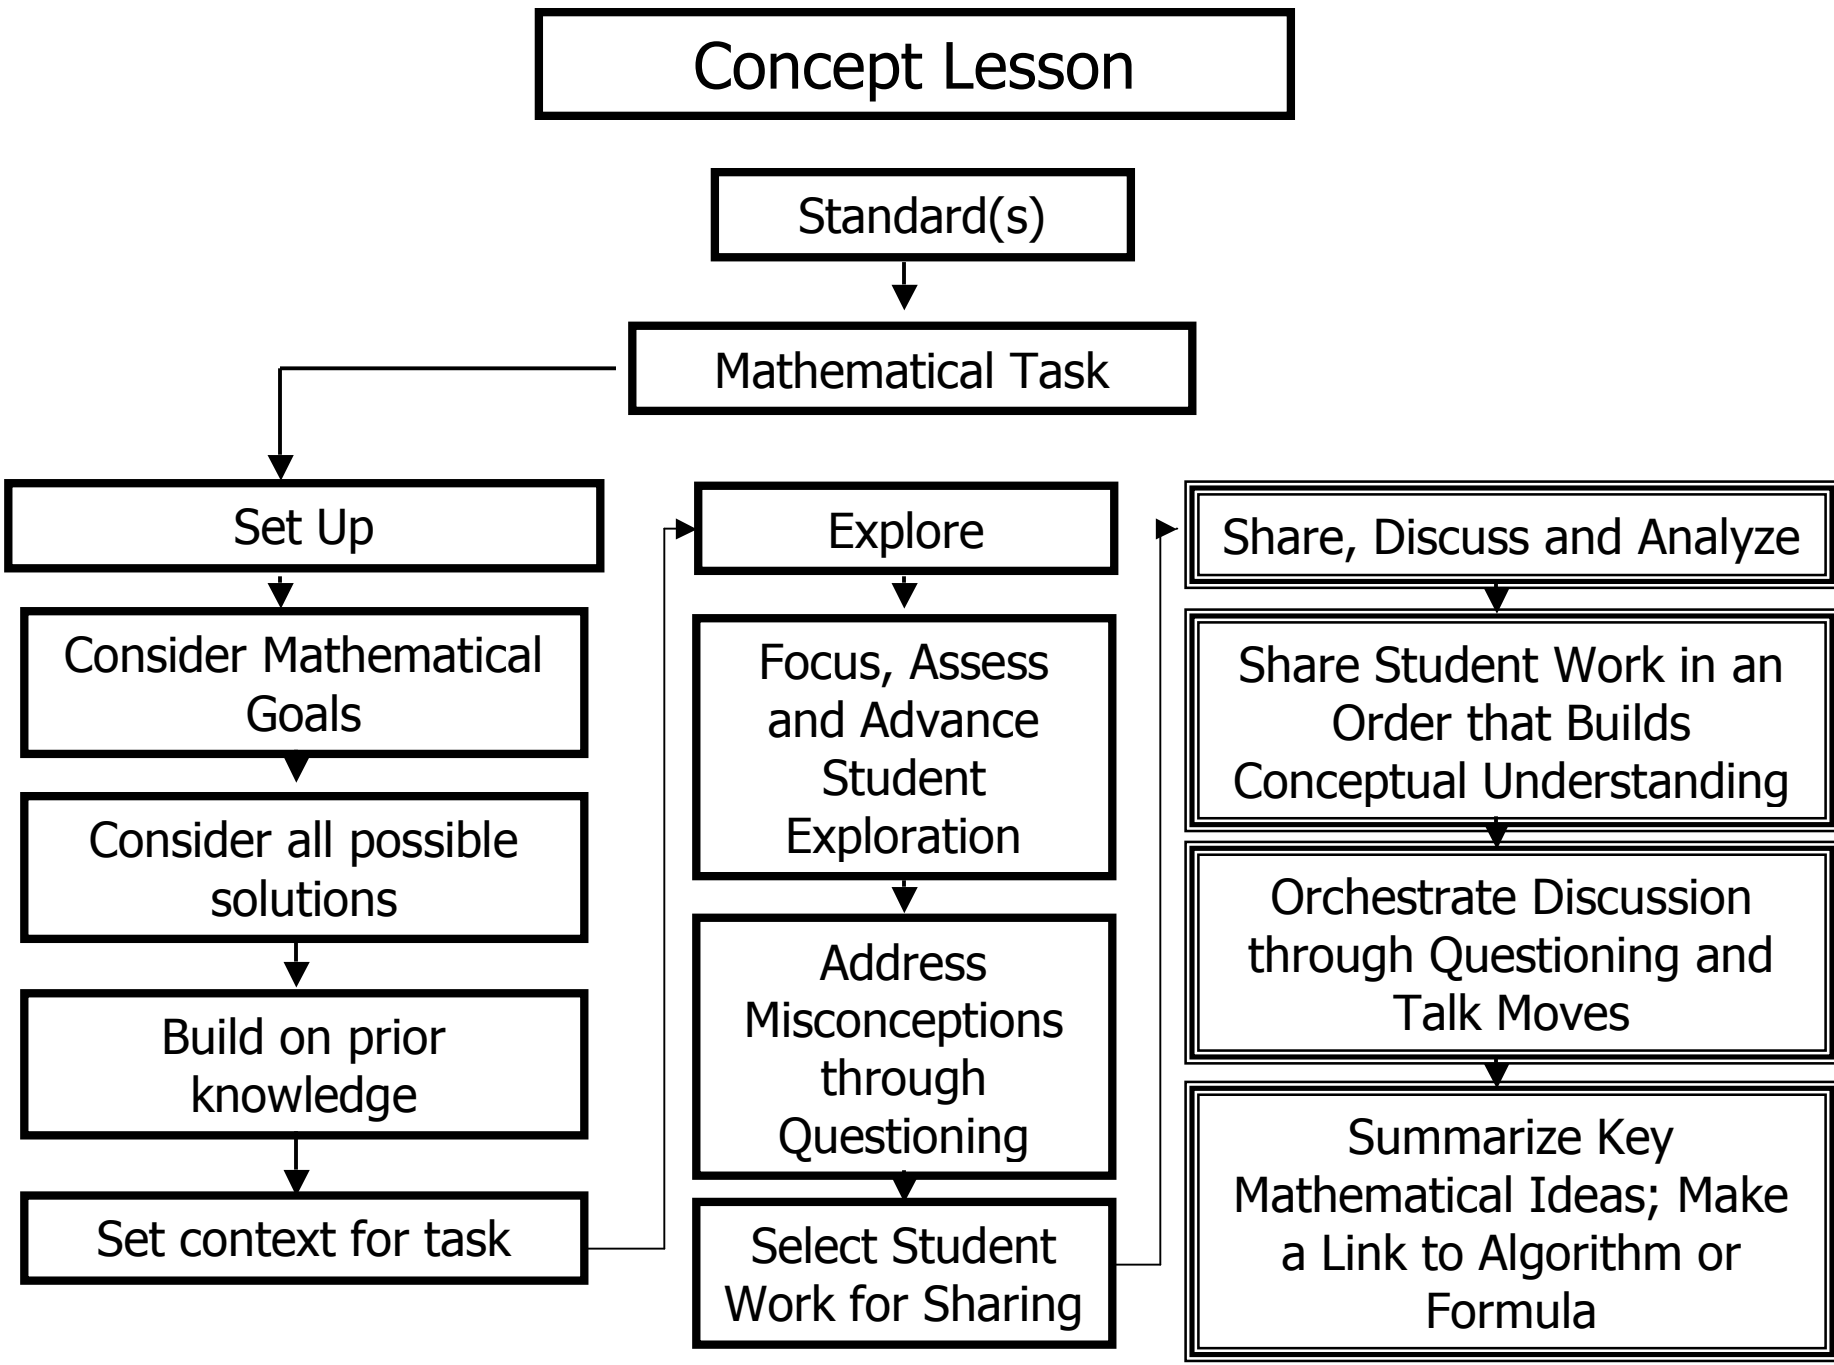 Concept Lesson
Standard(s)
Mathematical Task
Set Up
Consider Mathematical
Goals
Consider all possible
solutions
Build on prior
knowledge
Set context for task
Explore
Focus, Assess
and Advance
Student
Exploration
Address
Misconceptions
through
Questioning
Select Student
Work for Sharing
Share, Discuss and Analyze
Share Student Work in an
Order that Builds
Conceptual Understanding
Orchestrate Discussion
through Questioning and
Talk Moves
Summarize Key
Mathematical Ideas; Make
a Link to Algorithm or
Formula